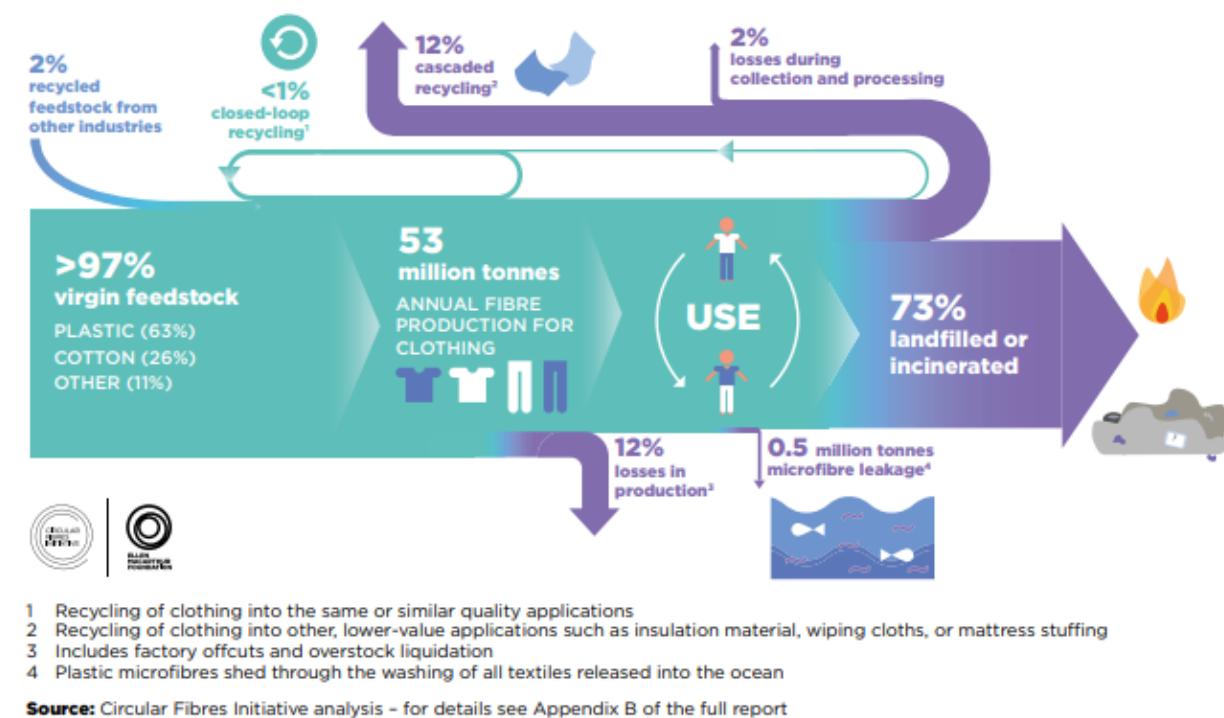 2%
recycled
feedstock from
other industries
<1%
closed-loop
recycling¹
12%
cascaded
recycling²
2%
losses during
collection and processing
>97%
virgin feedstock
PLASTIC (63%)
COTTON (26%)
OTHER (11%)
53
million tonnes
ANNUAL FIBRE
PRODUCTION FOR
CLOTHING
USE
73%
landfilled or
incinerated
12%
losses in
production³
0.5 million tonnes
microfibre leakage⁴
CIRCULAR
FIBRES
INITIATIVE
ELLEN
MACARTHUR
FOUNDATION
1 Recycling of clothing into the same or similar quality applications
2 Recycling of clothing into other, lower-value applications such as insulation material, wiping cloths, or mattress stuffing
3 Includes factory offcuts and overstock liquidation
4 Plastic microfibres shed through the washing of all textiles released into the ocean
Source: Circular Fibres Initiative analysis – for details see Appendix B of the full report